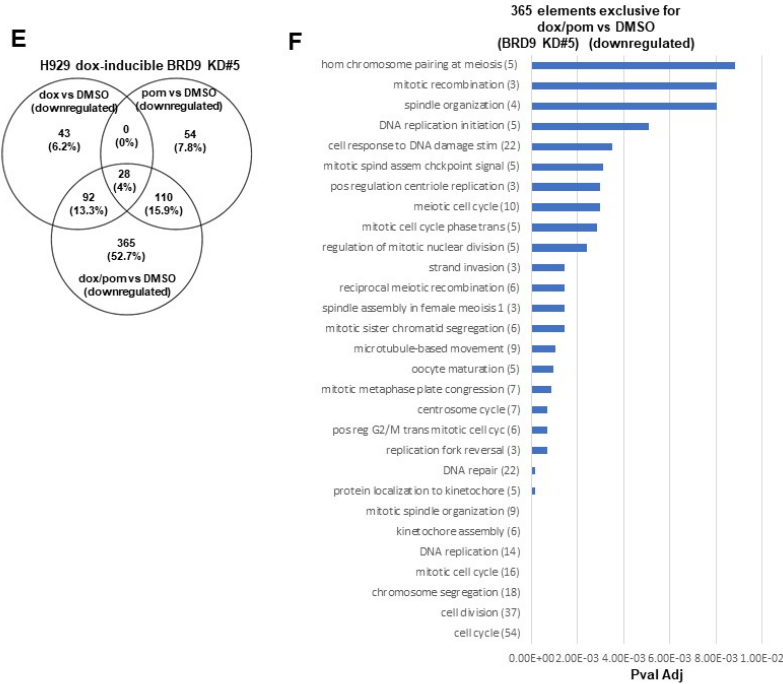 E
H929 dox-inducible BRD9 KD#5
dox vs DMSO
(downregulated)
pom vs DMSO
(downregulated)
43
(6.2%)
0
(0%)
54
(7.8%)
28
(4%)
92
(13.3%)
110
(15.9%)
365
(52.7%)
dox/pom vs DMSO
(downregulated)
F
365 elements exclusive for
dox/pom vs DMSO
(BRD9 KD#5) (downregulated)
hom chromosome pairing at meiosis (5)
mitotic recombination (3)
spindle organization (4)
DNA replication initiation (5)
cell response to DNA damage stim (22)
mitotic spind assem chckpoint signal (5)
pos regulation centriole replication (3)
meiotic cell cycle (10)
mitotic cell cycle phase trans (5)
regulation of mitotic nuclear division (5)
strand invasion (3)
reciprocal meiotic recombination (6)
spindle assembly in female meoisis 1 (3)
mitotic sister chromatid segregation (6)
microtubule-based movement (9)
oocyte maturation (5)
mitotic metaphase plate congression (7)
centrosome cycle (7)
pos reg G2/M trans mitotic cell cyc (6)
replication fork reversal (3)
DNA repair (22)
protein localization to kinetochore (5)
mitotic spindle organization (9)
kinetochore assembly (6)
DNA replication (14)
mitotic cell cycle (16)
chromosome segregation (18)
cell division (37)
cell cycle (54)
0.00E+00 2.00E-03 4.00E-03 6.00E-03 8.00E-03 1.00E-02
Pval Adj